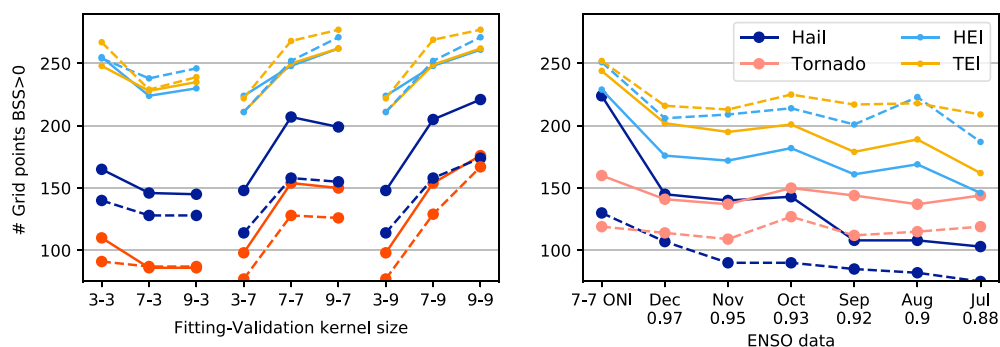 # Grid points BSS>0
250
200
150
100
3–3 7–3 9–3 3–7 7–7 9–7 3–9 7–9 9–9
Fitting-Validation kernel size
Hail
Tornado
HEI
TEI
250
200
150
100
7-7 ONI Dec Nov Oct Sep Aug Jul
0.97 0.95 0.93 0.92 0.9 0.88
ENSO data